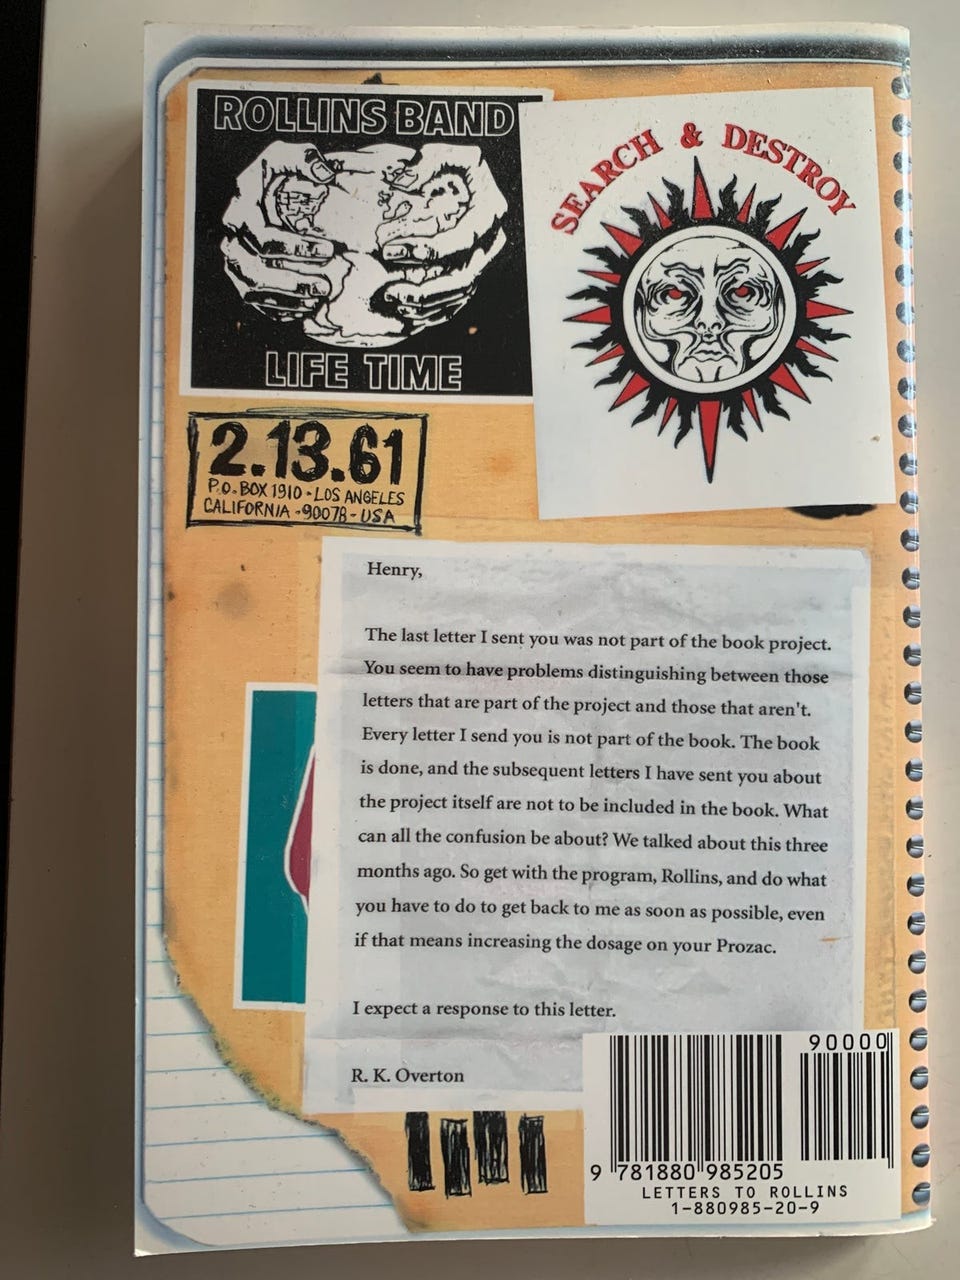 ROLLINS BAND
LIFE TIME
SEARCH & DESTROY
2.13.61
P.O. BOX 1910 - LOS ANGELES
CALIFORNIA - 90078 - USA
Henry,
The last letter I sent you was not part of the book project.
You seem to have problems distinguishing between those
letters that are part of the project and those that aren't.
Every letter I send you is not part of the book. The book
is done, and the subsequent letters I have sent you about
the project itself are not to be included in the book. What
can all the confusion be about? We talked about this three
months ago. So get with the program, Rollins, and do what
you have to do to get back to me as soon as possible, even
if that means increasing the dosage on your Prozac.
I expect a response to this letter.
R. K. Overton
90000
9 781880 985205
LETTERS TO ROLLINS
1-880985-20-9